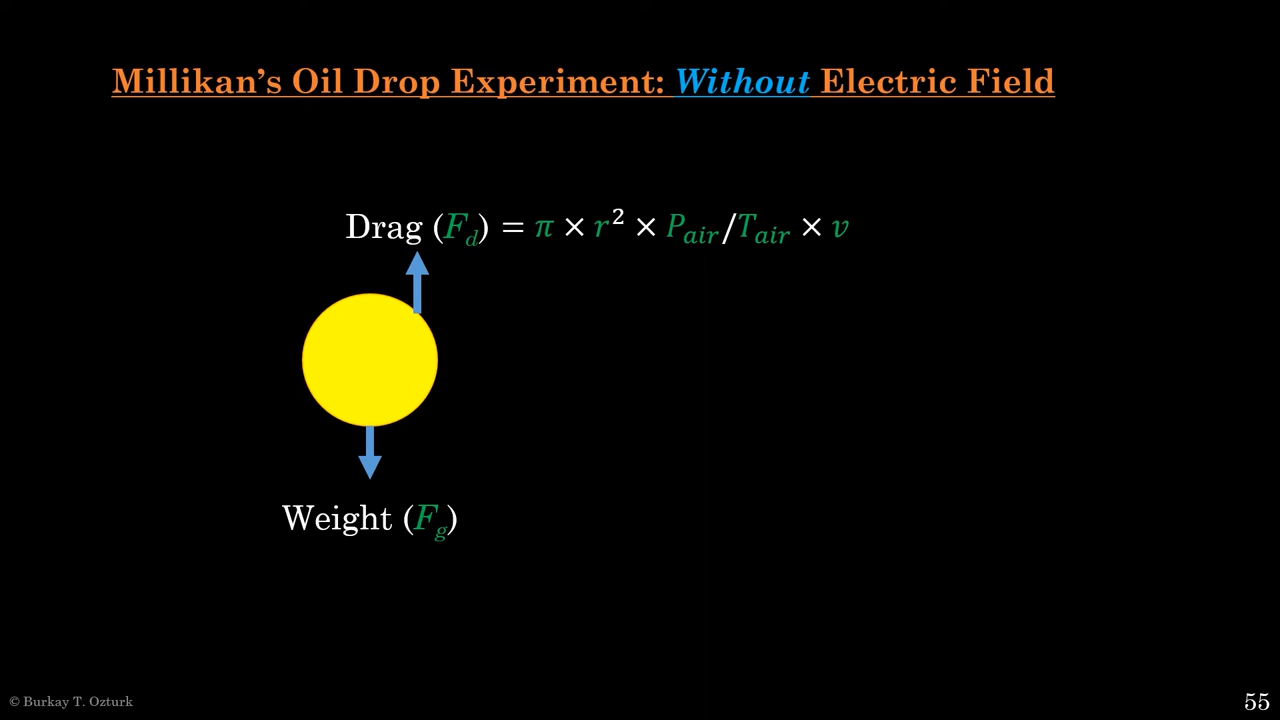 Millikan’s Oil Drop Experiment: Without Electric Field
Drag (F_d) = π × r² × P_air/T_air × v
Weight (F_g)
© Burkay T. Ozturk
55